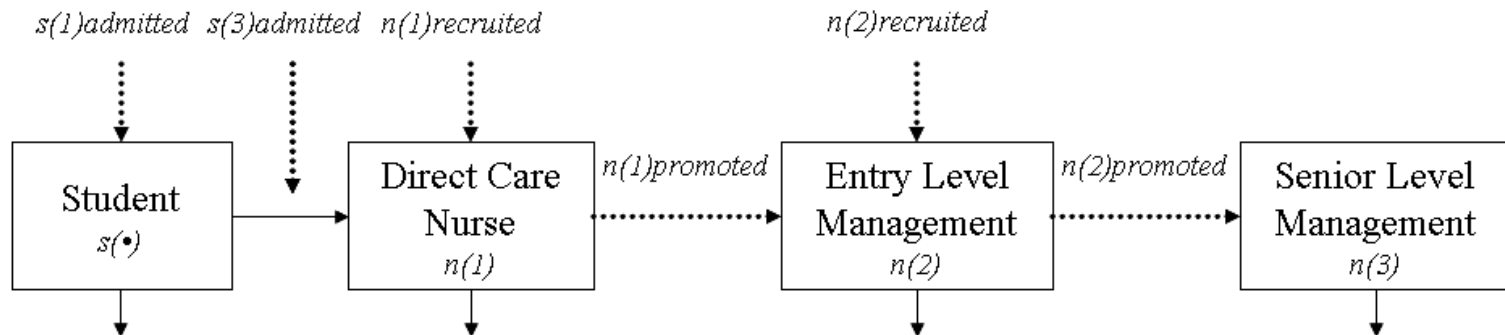 s(1)admitted s(3)admitted n(1)recruited n(2)recruited
Student
s(•)
Direct Care
Nurse
n(1)
n(1)promoted
Entry Level
Management
n(2)
n(2)promoted
Senior Level
Management
n(3)